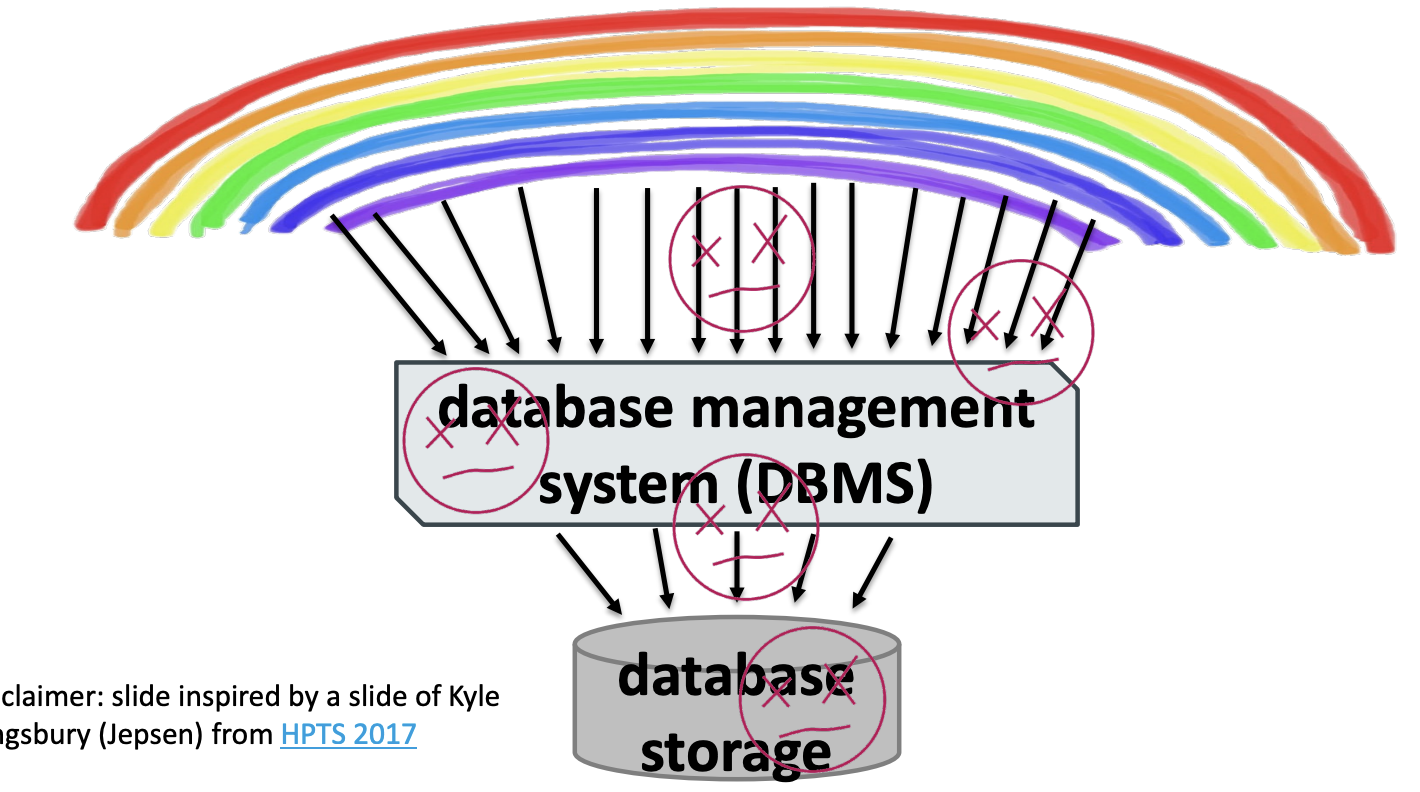 database management
system (DBMS)
database
storage
claimer: slide inspired by a slide of Kyle
ngsbury (Jepsen) from HPTS 2017